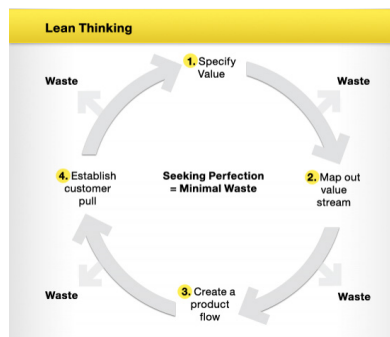 Lean Thinking
1. Specify
Value
Waste
Waste
4. Establish
customer
pull
Seeking Perfection
= Minimal Waste
2. Map out
value
stream
Waste
3. Create a
product
flow
Waste